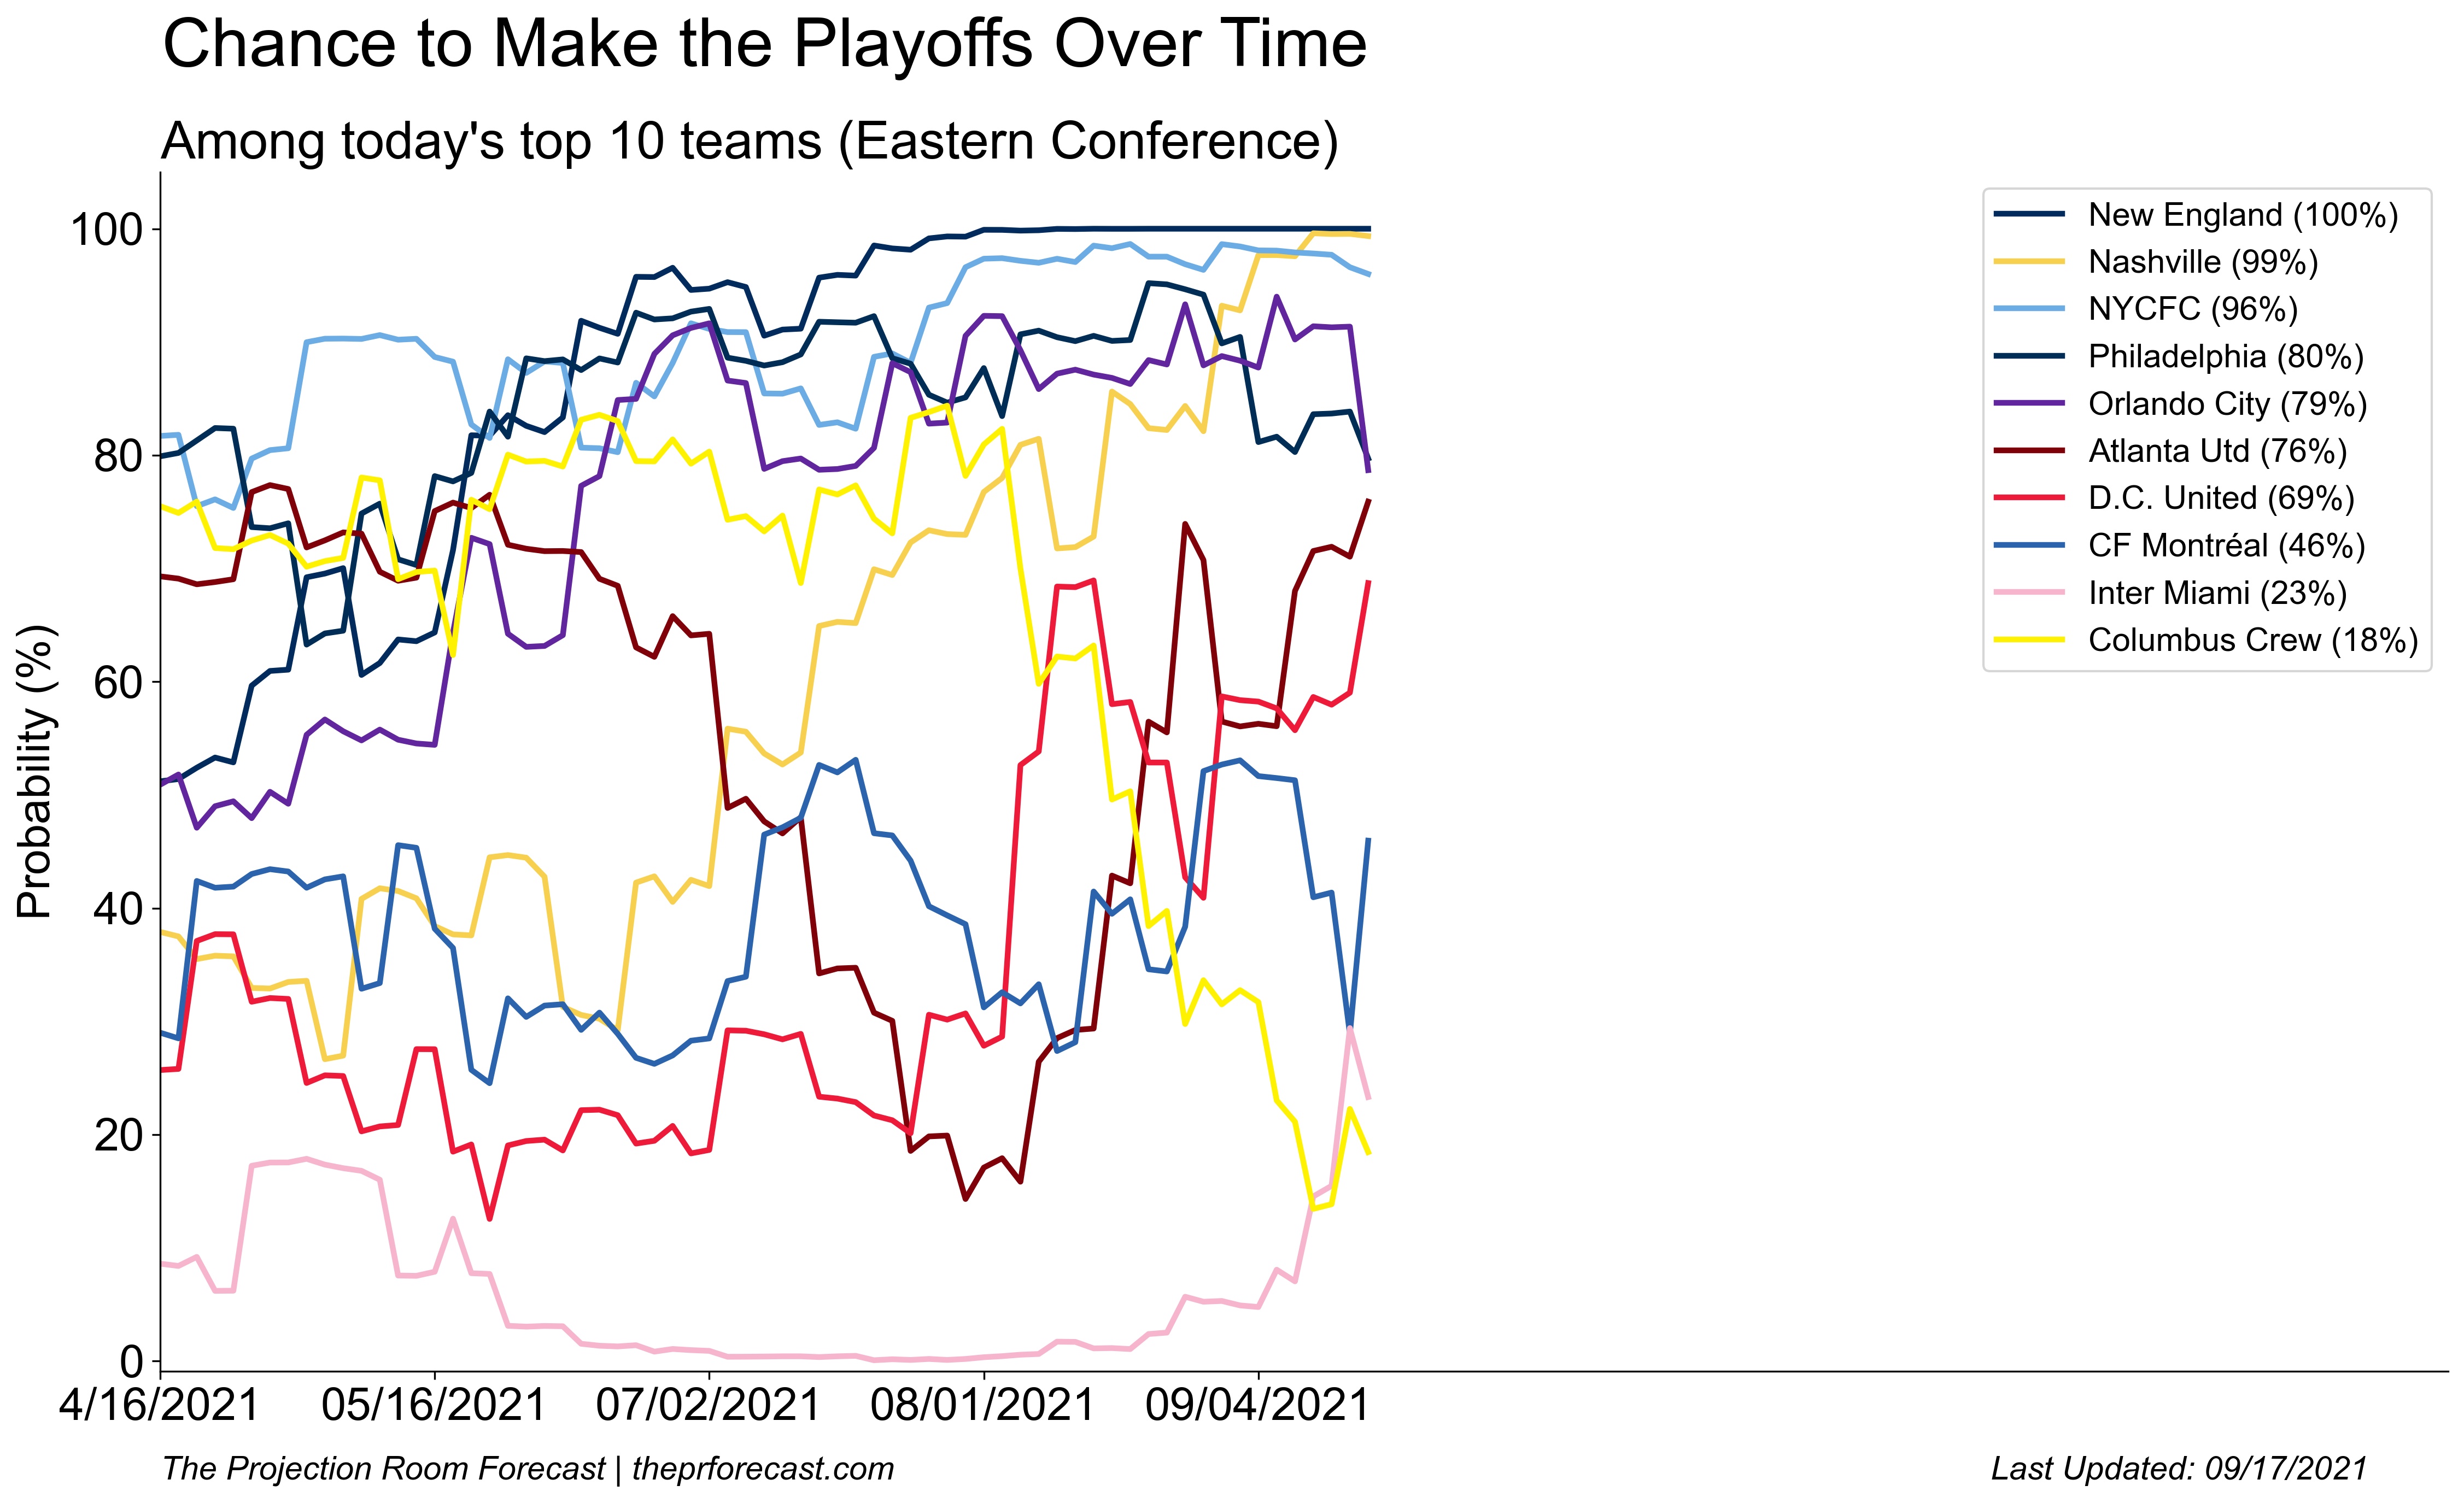 Chance to Make the Playoffs Over Time
Among today's top 10 teams (Eastern Conference)
Probability (%)
100
80
60
40
20
0
4/16/2021
05/16/2021
07/02/2021
08/01/2021
09/04/2021
New England (100%)
Nashville (99%)
NYCFC (96%)
Philadelphia (80%)
Orlando City (79%)
Atlanta Utd (76%)
D.C. United (69%)
CF Montréal (46%)
Inter Miami (23%)
Columbus Crew (18%)
The Projection Room Forecast | theprforecast.com
Last Updated: 09/17/2021